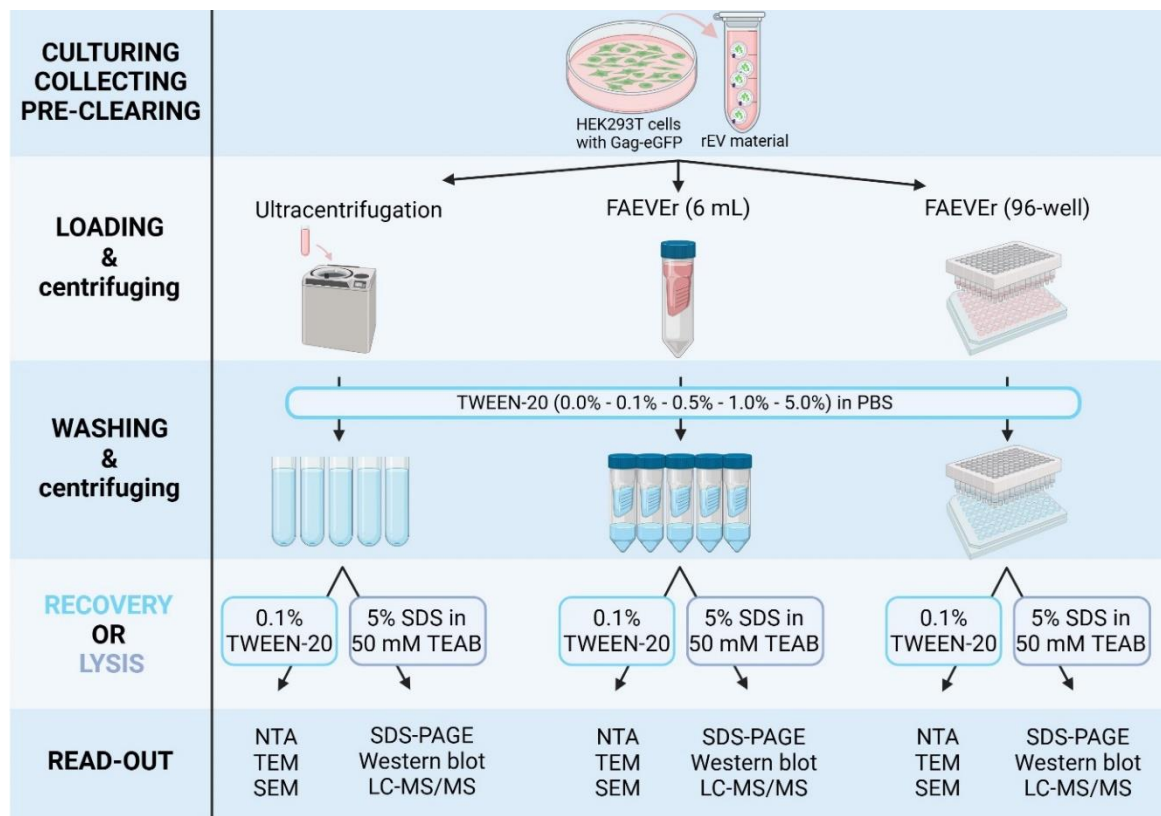 CULTURING
COLLECTING
PRE-CLEARING
HEK293T cells
with Gag-eGFP
rEV material
LOADING
&
centrifuging
Ultracentrifugation
FAEVEr (6 mL)
FAEVEr (96-well)
WASHING
&
centrifuging
TWEEN-20 (0.0% - 0.1% - 0.5% - 1.0% - 5.0%) in PBS
RECOVERY
OR
LYSIS
0.1%
TWEEN-20
5% SDS in
50 mM TEAB
0.1%
TWEEN-20
5% SDS in
50 mM TEAB
0.1%
TWEEN-20
5% SDS in
50 mM TEAB
READ-OUT
NTA
TEM
SEM
SDS-PAGE
Western blot
LC-MS/MS
NTA
TEM
SEM
SDS-PAGE
Western blot
LC-MS/MS
NTA
TEM
SEM
SDS-PAGE
Western blot
LC-MS/MS